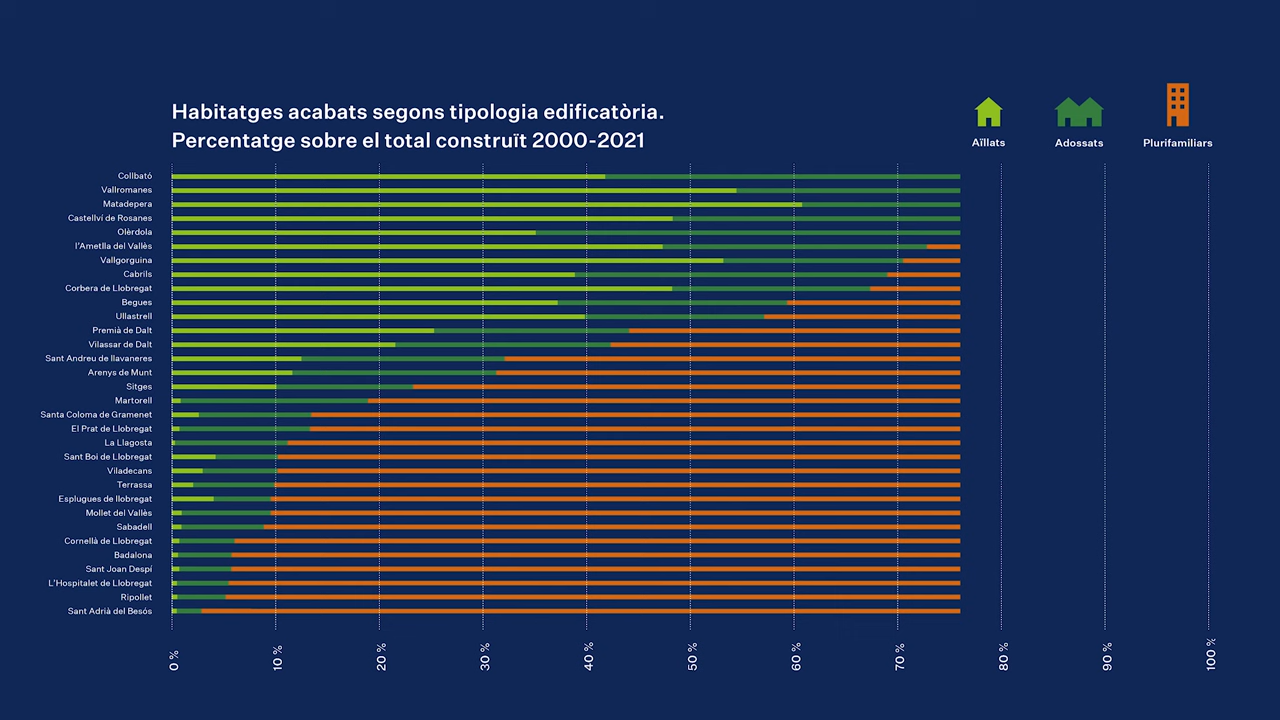 Habitatges acabats segons tipologia edificatòria.
Percentatge sobre el total construït 2000-2021
Aïllats
Adossats
Plurifamiliars
Collbató
Vallromanes
Matadepera
Castellví de Rosanes
Olèrdola
l'Ametlla del Vallès
Vallgorguina
Cabrils
Corbera de Llobregat
Begues
Ullastrell
Premià de Dalt
Vilassar de Dalt
Sant Andreu de llavaneres
Arenys de Munt
Sitges
Martorell
Santa Coloma de Gramenet
El Prat de Llobregat
La Llagosta
Sant Boi de Llobregat
Viladecans
Terrassa
Esplugues de llobregat
Mollet del Vallès
Sabadell
Cornellà de Llobregat
Badalona
Sant Joan Despí
L'Hospitalet de Llobregat
Ripollet
Sant Adrià del Besós
0 %
10 %
20 %
30 %
40 %
50 %
60 %
70 %
80 %
90 %
100 %